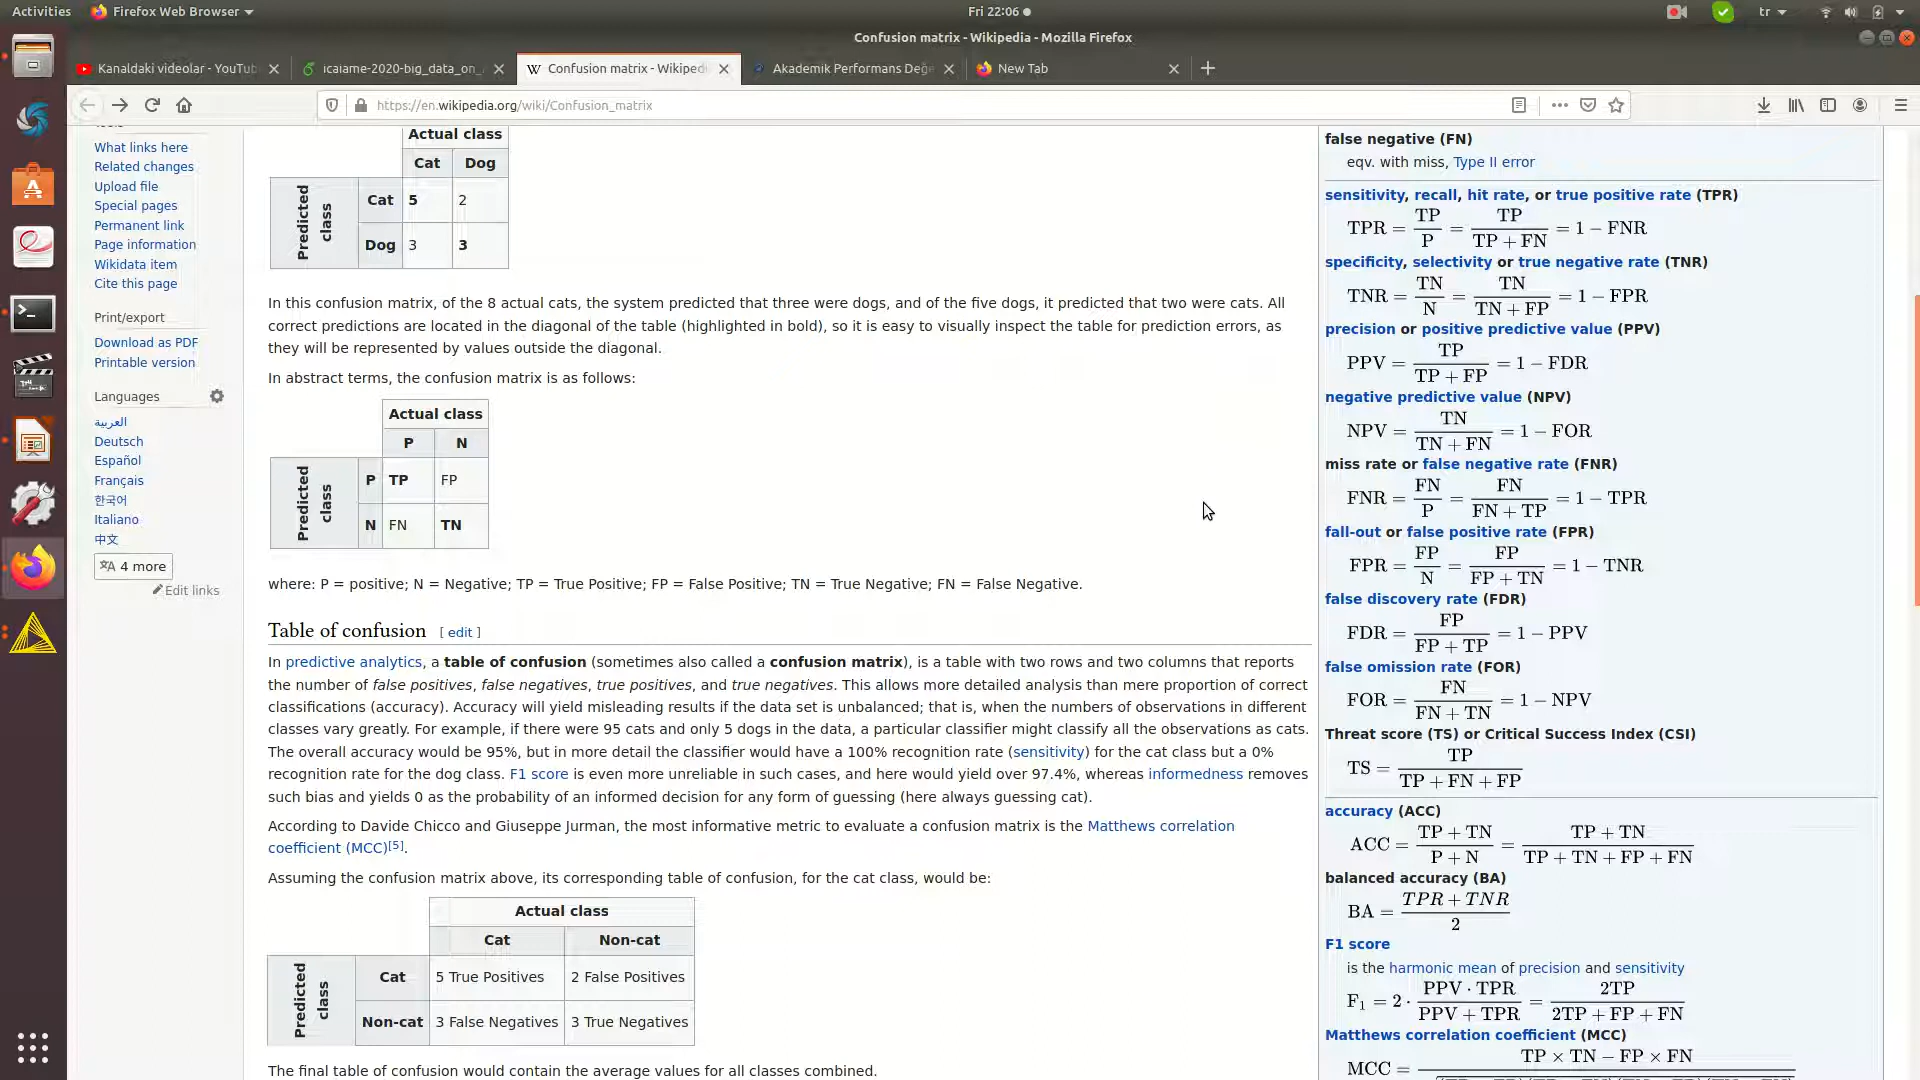 Activities
Firefox Web Browser
Fri 22:06
tr
Confusion matrix - Wikipedia - Mozilla Firefox
Kanaldaki videolar - YouTub
icaiame-2020-big_data_on_
Confusion matrix - Wikiped
Akademik Performans Değe
New Tab
https://en.wikipedia.org/wiki/Confusion_matrix
What links here
Related changes
Upload file
Special pages
Permanent link
Page information
Wikidata item
Cite this page
Print/export
Download as PDF
Printable version
Languages
العربية
Deutsch
Español
Français
한국어
Italiano
中文
4 more
Edit links
Actual class
Cat Dog
Predicted class
Cat 5 2
Dog 3 3
In this confusion matrix, of the 8 actual cats, the system predicted that three were dogs, and of the five dogs, it predicted that two were cats. All
correct predictions are located in the diagonal of the table (highlighted in bold), so it is easy to visually inspect the table for prediction errors, as
they will be represented by values outside the diagonal.
In abstract terms, the confusion matrix is as follows:
Actual class
P N
Predicted class
P TP FP
N FN TN
where: P = positive; N = Negative; TP = True Positive; FP = False Positive; TN = True Negative; FN = False Negative.
Table of confusion [ edit ]
In predictive analytics, a table of confusion (sometimes also called a confusion matrix), is a table with two rows and two columns that reports
the number of false positives, false negatives, true positives, and true negatives. This allows more detailed analysis than mere proportion of correct
classifications (accuracy). Accuracy will yield misleading results if the data set is unbalanced; that is, when the numbers of observations in different
classes vary greatly. For example, if there were 95 cats and only 5 dogs in the data, a particular classifier might classify all the observations as cats.
The overall accuracy would be 95%, but in more detail the classifier would have a 100% recognition rate (sensitivity) for the cat class but a 0%
recognition rate for the dog class. F1 score is even more unreliable in such cases, and here would yield over 97.4%, whereas informedness removes
such bias and yields 0 as the probability of an informed decision for any form of guessing (here always guessing cat).
According to Davide Chicco and Giuseppe Jurman, the most informative metric to evaluate a confusion matrix is the Matthews correlation
coefficient (MCC)[5].
Assuming the confusion matrix above, its corresponding table of confusion, for the cat class, would be:
Actual class
Cat Non-cat
Predicted class
Cat 5 True Positives 2 False Positives
Non-cat 3 False Negatives 3 True Negatives
The final table of confusion would contain the average values for all classes combined.
false negative (FN)
eqv. with miss, Type II error
sensitivity, recall, hit rate, or true positive rate (TPR)
TPR = TP / P = TP / (TP + FN) = 1 − FNR
specificity, selectivity or true negative rate (TNR)
TNR = TN / N = TN / (TN + FP) = 1 − FPR
precision or positive predictive value (PPV)
PPV = TP / (TP + FP) = 1 − FDR
negative predictive value (NPV)
NPV = TN / (TN + FN) = 1 − FOR
miss rate or false negative rate (FNR)
FNR = FN / P = FN / (FN + TP) = 1 − TPR
fall-out or false positive rate (FPR)
FPR = FP / N = FP / (FP + TN) = 1 − TNR
false discovery rate (FDR)
FDR = FP / (FP + TP) = 1 − PPV
false omission rate (FOR)
FOR = FN / (FN + TN) = 1 − NPV
Threat score (TS) or Critical Success Index (CSI)
TS = TP / (TP + FN + FP)
accuracy (ACC)
ACC = (TP + TN) / (P + N) = (TP + TN) / (TP + TN + FP + FN)
balanced accuracy (BA)
BA = (TPR + TNR) / 2
F1 score
is the harmonic mean of precision and sensitivity
F1 = 2 · (PPV · TPR) / (PPV + TPR) = 2TP / (2TP + FP + FN)
Matthews correlation coefficient (MCC)
MCC = TP × TN − FP × FN